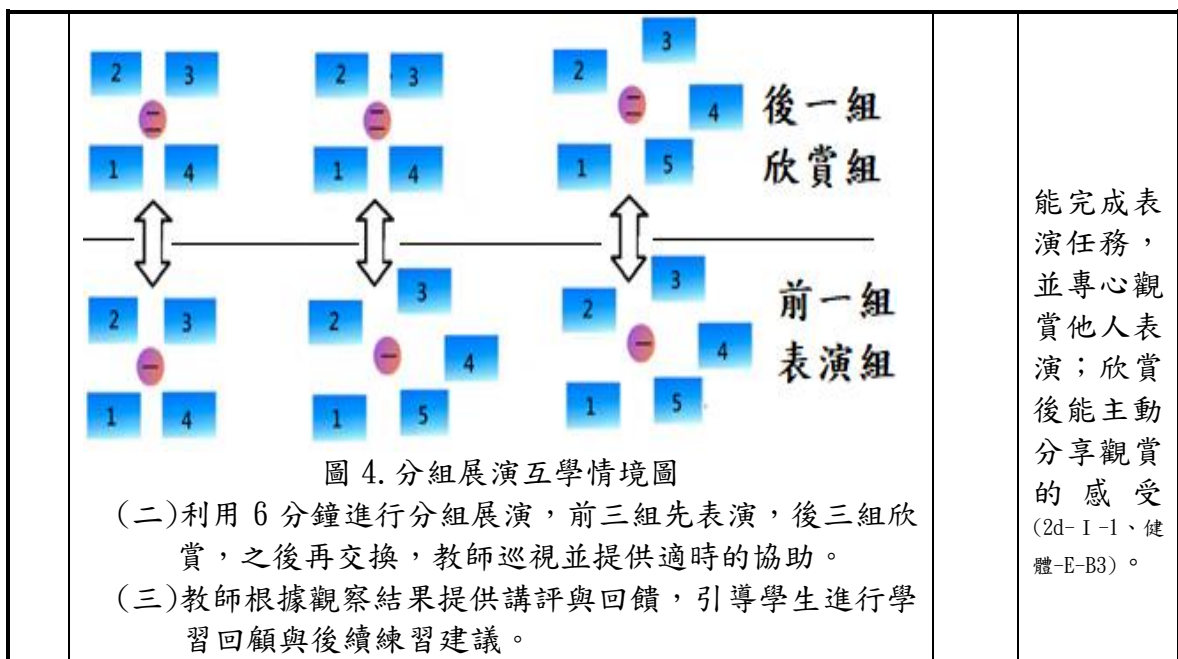 3
2 3 2 3 2
二 二 二 4 後一組
1 4 1 4 1 5 欣賞組
3
2 3 2 3 2 前一組
一 一 4 一 4 表演組
1 4 1 5 1 5
圖 4.分組展演互學情境圖
(二)利用 6 分鐘進行分組展演,前三組先表演,後三組欣
賞,之後再交換,教師巡視並提供適時的協助。
(三)教師根據觀察結果提供講評與回饋,引導學生進行學
習回顧與後續練習建議。
能完成表
演任務,
並專心觀
賞他人表
演;欣賞
後能主動
分享觀賞
的感受
(2d-Ⅰ-1、健
體-E-B3)。